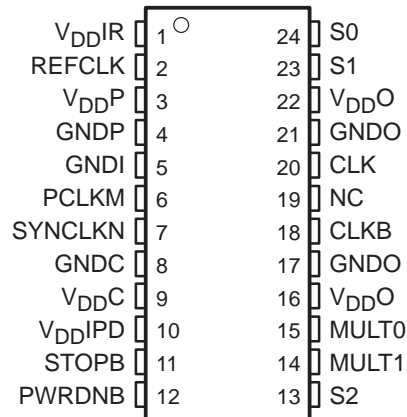 VDDIR 1 24 S0
REFCLK 2 23 S1
VDDP 3 22 VDDO
GNDP 4 21 GNDO
GNDI 5 20 CLK
PCLKM 6 19 NC
SYNCLKN 7 18 CLKB
GNDC 8 17 GNDO
VDDC 9 16 VDDO
VDDIPD 10 15 MULT0
STOPB 11 14 MULT1
PWRDNB 12 13 S2